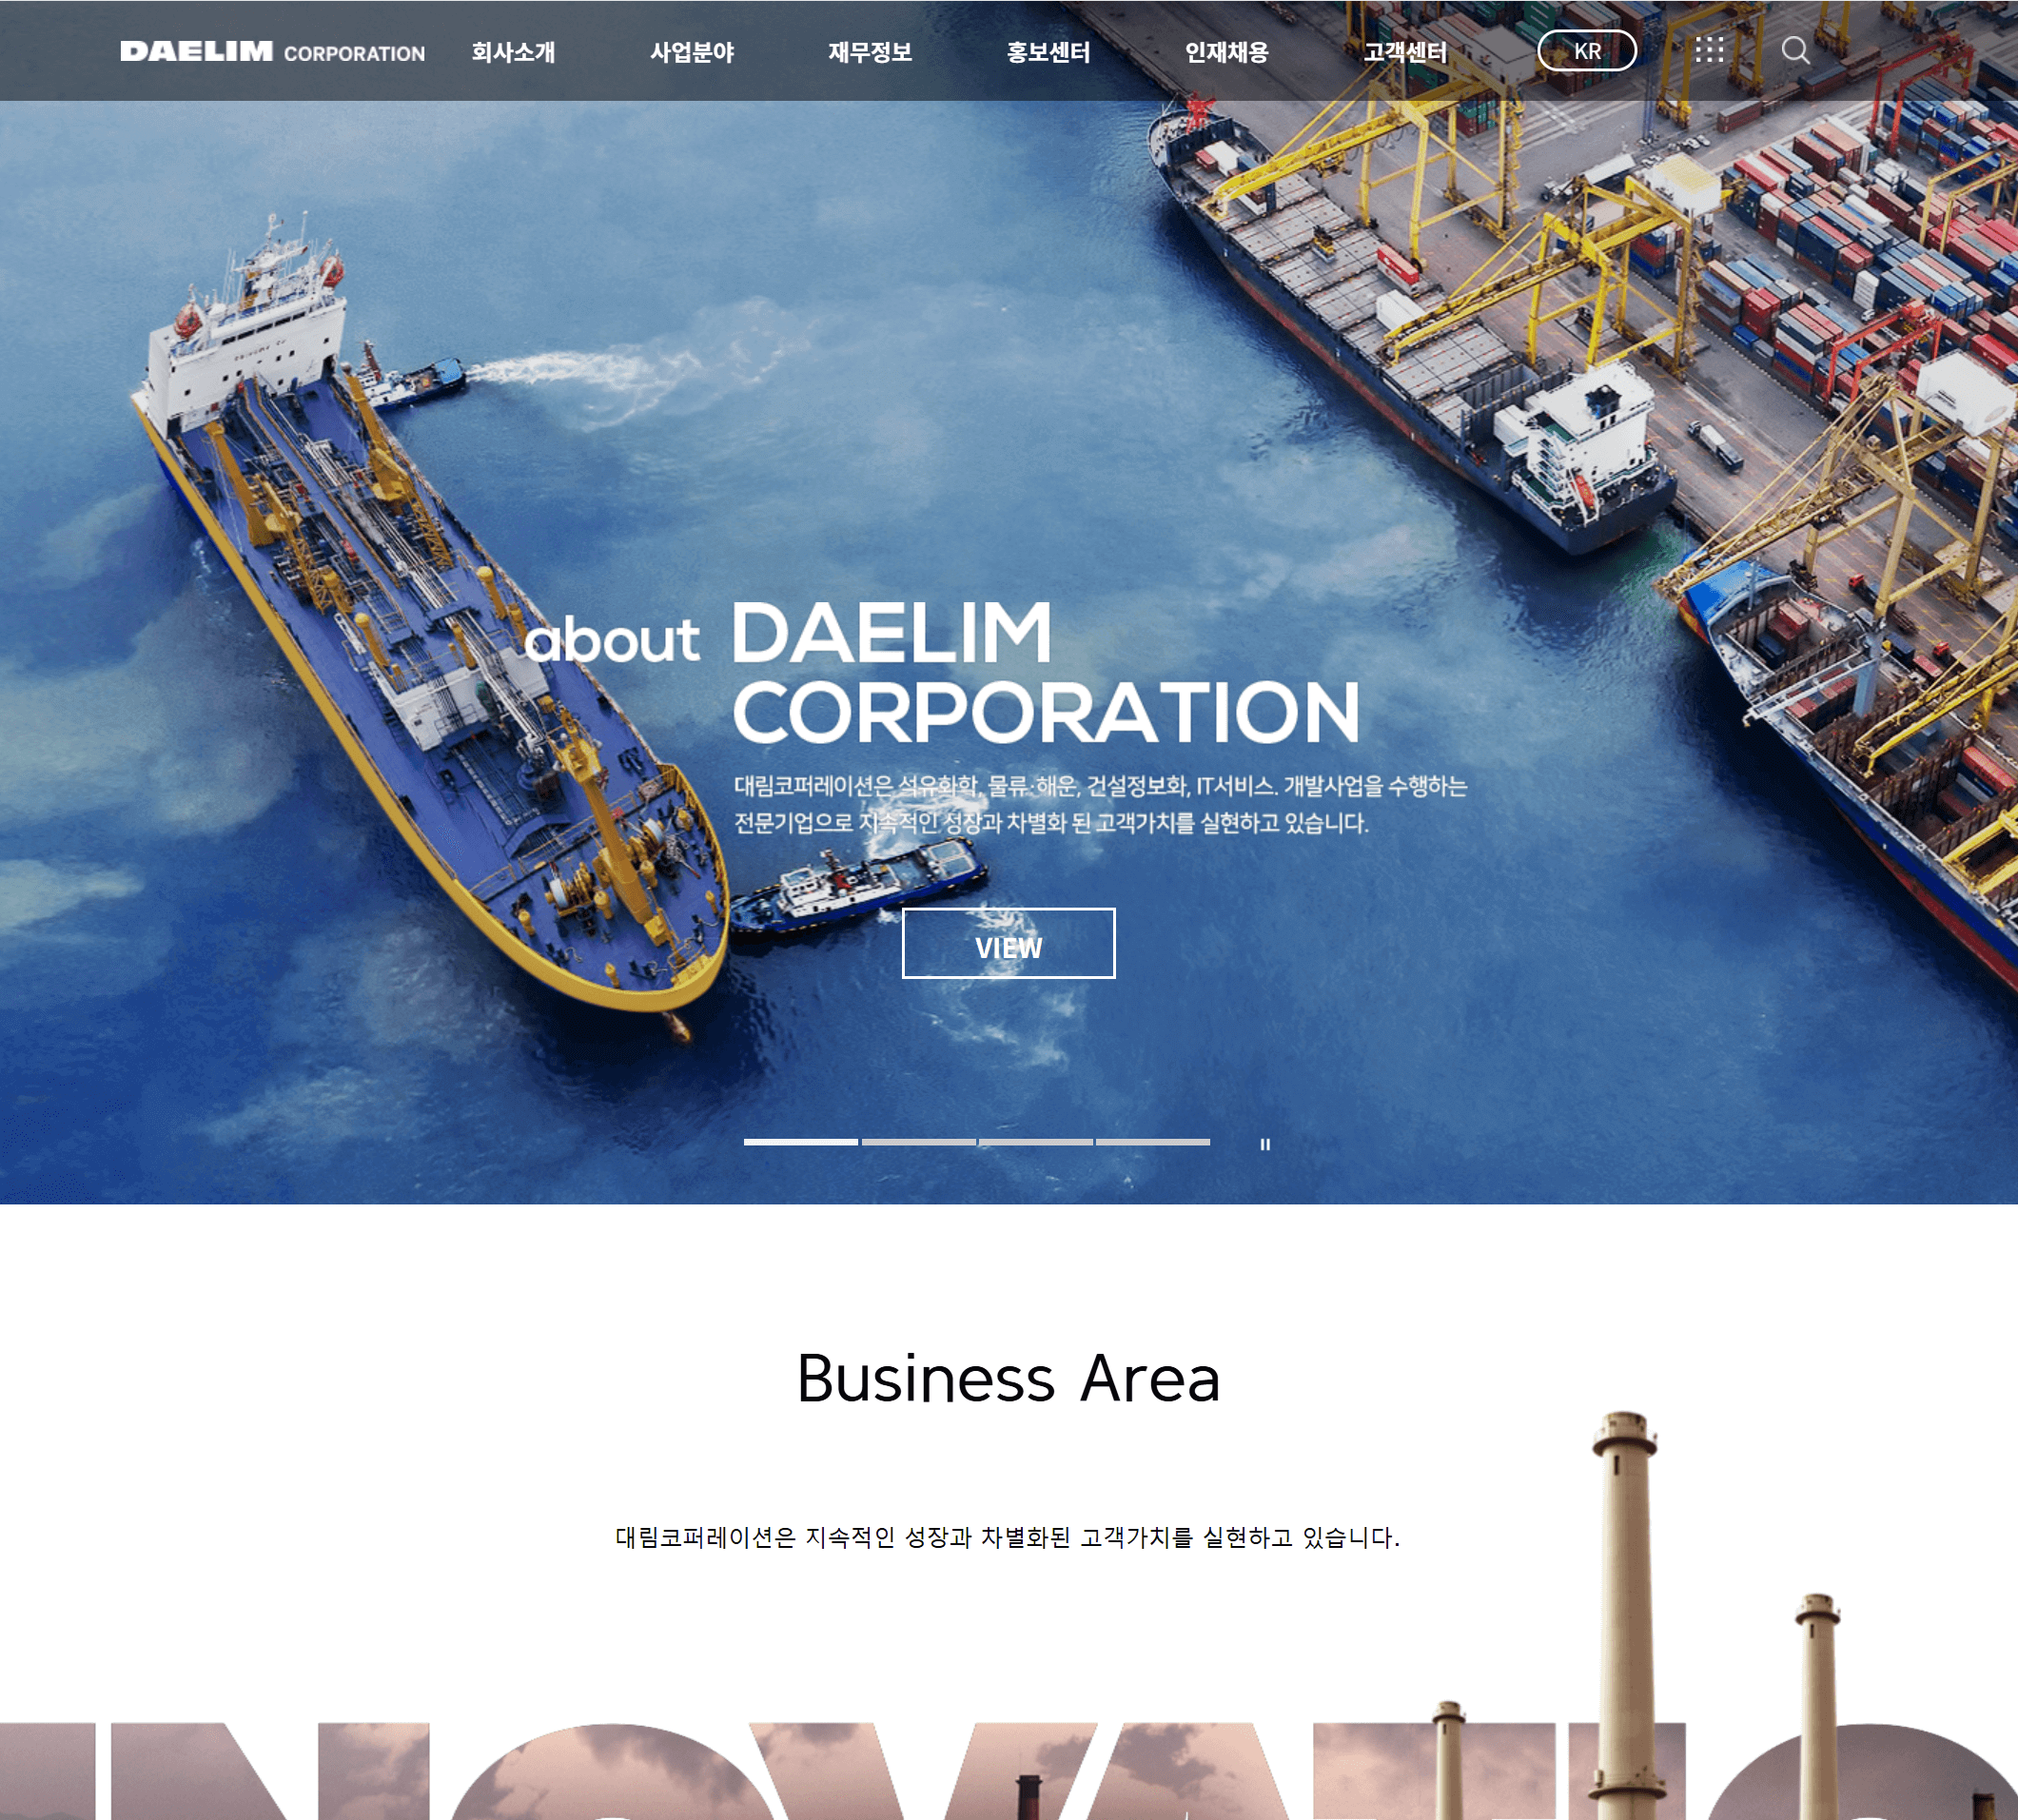 DAELIM CORPORATION 회사소개 사업분야 재무정보 홍보센터 인재채용 고객센터 KR
about DAELIM
CORPORATION
대림코퍼레이션은 석유화학, 물류·해운, 건설정보화, IT서비스. 개발사업을 수행하는
전문기업으로 지속적인 성장과 차별화 된 고객가치를 실현하고 있습니다.
VIEW
Business Area
대림코퍼레이션은 지속적인 성장과 차별화된 고객가치를 실현하고 있습니다.